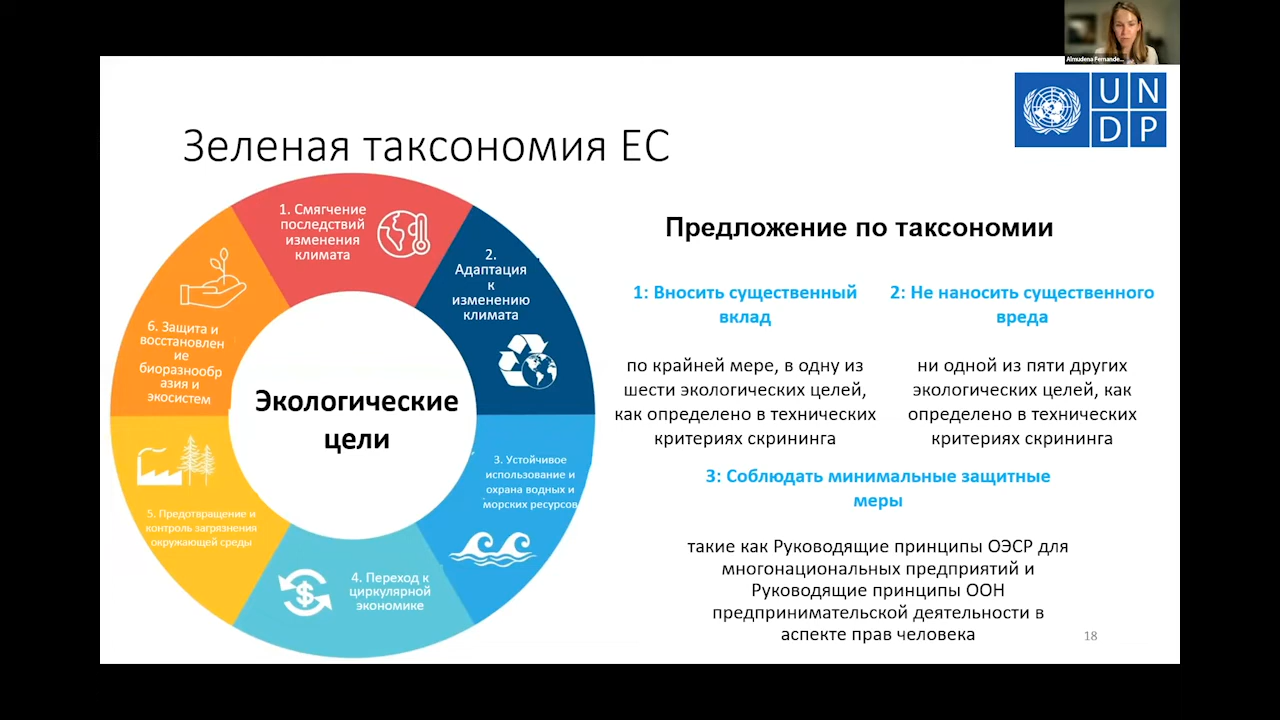 Almudena Fernande...
UN
DP
Зеленая таксономия ЕС
1. Смягчение
последствий
изменения
климата
2.
Адаптация
к
изменению
климата
3. Устойчивое
использование и
охрана водных и
морских ресурсов
4. Переход к
циркулярной
экономике
5. Предотвращение и
контроль загрязнения
окружающей среды
6. Защита и
восстановлен
ие
биоразнообр
азия и
экосистем
Экологические
цели
Предложение по таксономии
1: Вносить существенный
вклад
по крайней мере, в одну из
шести экологических целей,
как определено в технических
критериях скрининга
2: Не наносить существенного
вреда
ни одной из пяти других
экологических целей, как
определено в технических
критериях скрининга
3: Соблюдать минимальные защитные
меры
такие как Руководящие принципы ОЭСР для
многонациональных предприятий и
Руководящие принципы ООН
предпринимательской деятельности в
аспекте прав человека
18